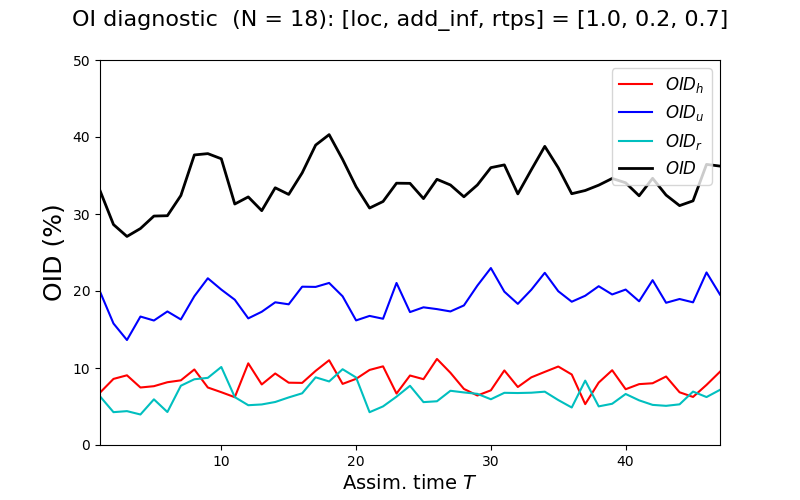 OI diagnostic  (N = 18): [loc, add_inf, rtps] = [1.0, 0.2, 0.7]
50
40
30
20
10
0
OID (%)
OID_h
OID_u
OID_r
OID
10
20
30
40
Assim. time T